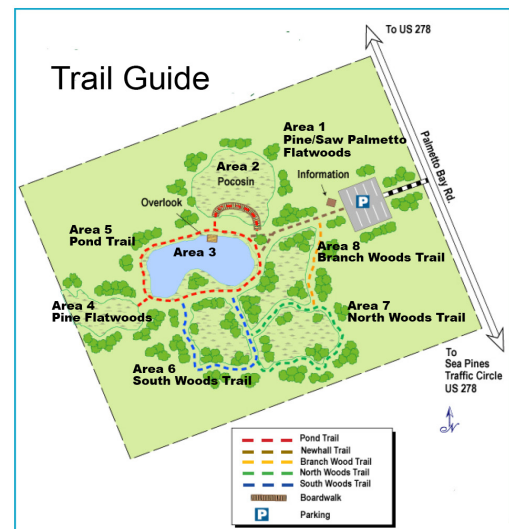 To US 278
Trail Guide
Palmetto Bay Rd.
Area 1
Pine/Saw Palmetto
Flatwoods
Area 2
Pocosin
Information
P
Overlook
Area 5
Pond Trail
Area 3
Area 8
Branch Woods Trail
Area 4
Pine Flatwoods
Area 7
North Woods Trail
Area 6
South Woods Trail
To
Sea Pines
Traffic Circle
US 278
N
Pond Trail
Newhall Trail
Branch Wood Trail
North Woods Trail
South Woods Trail
Boardwalk
P Parking